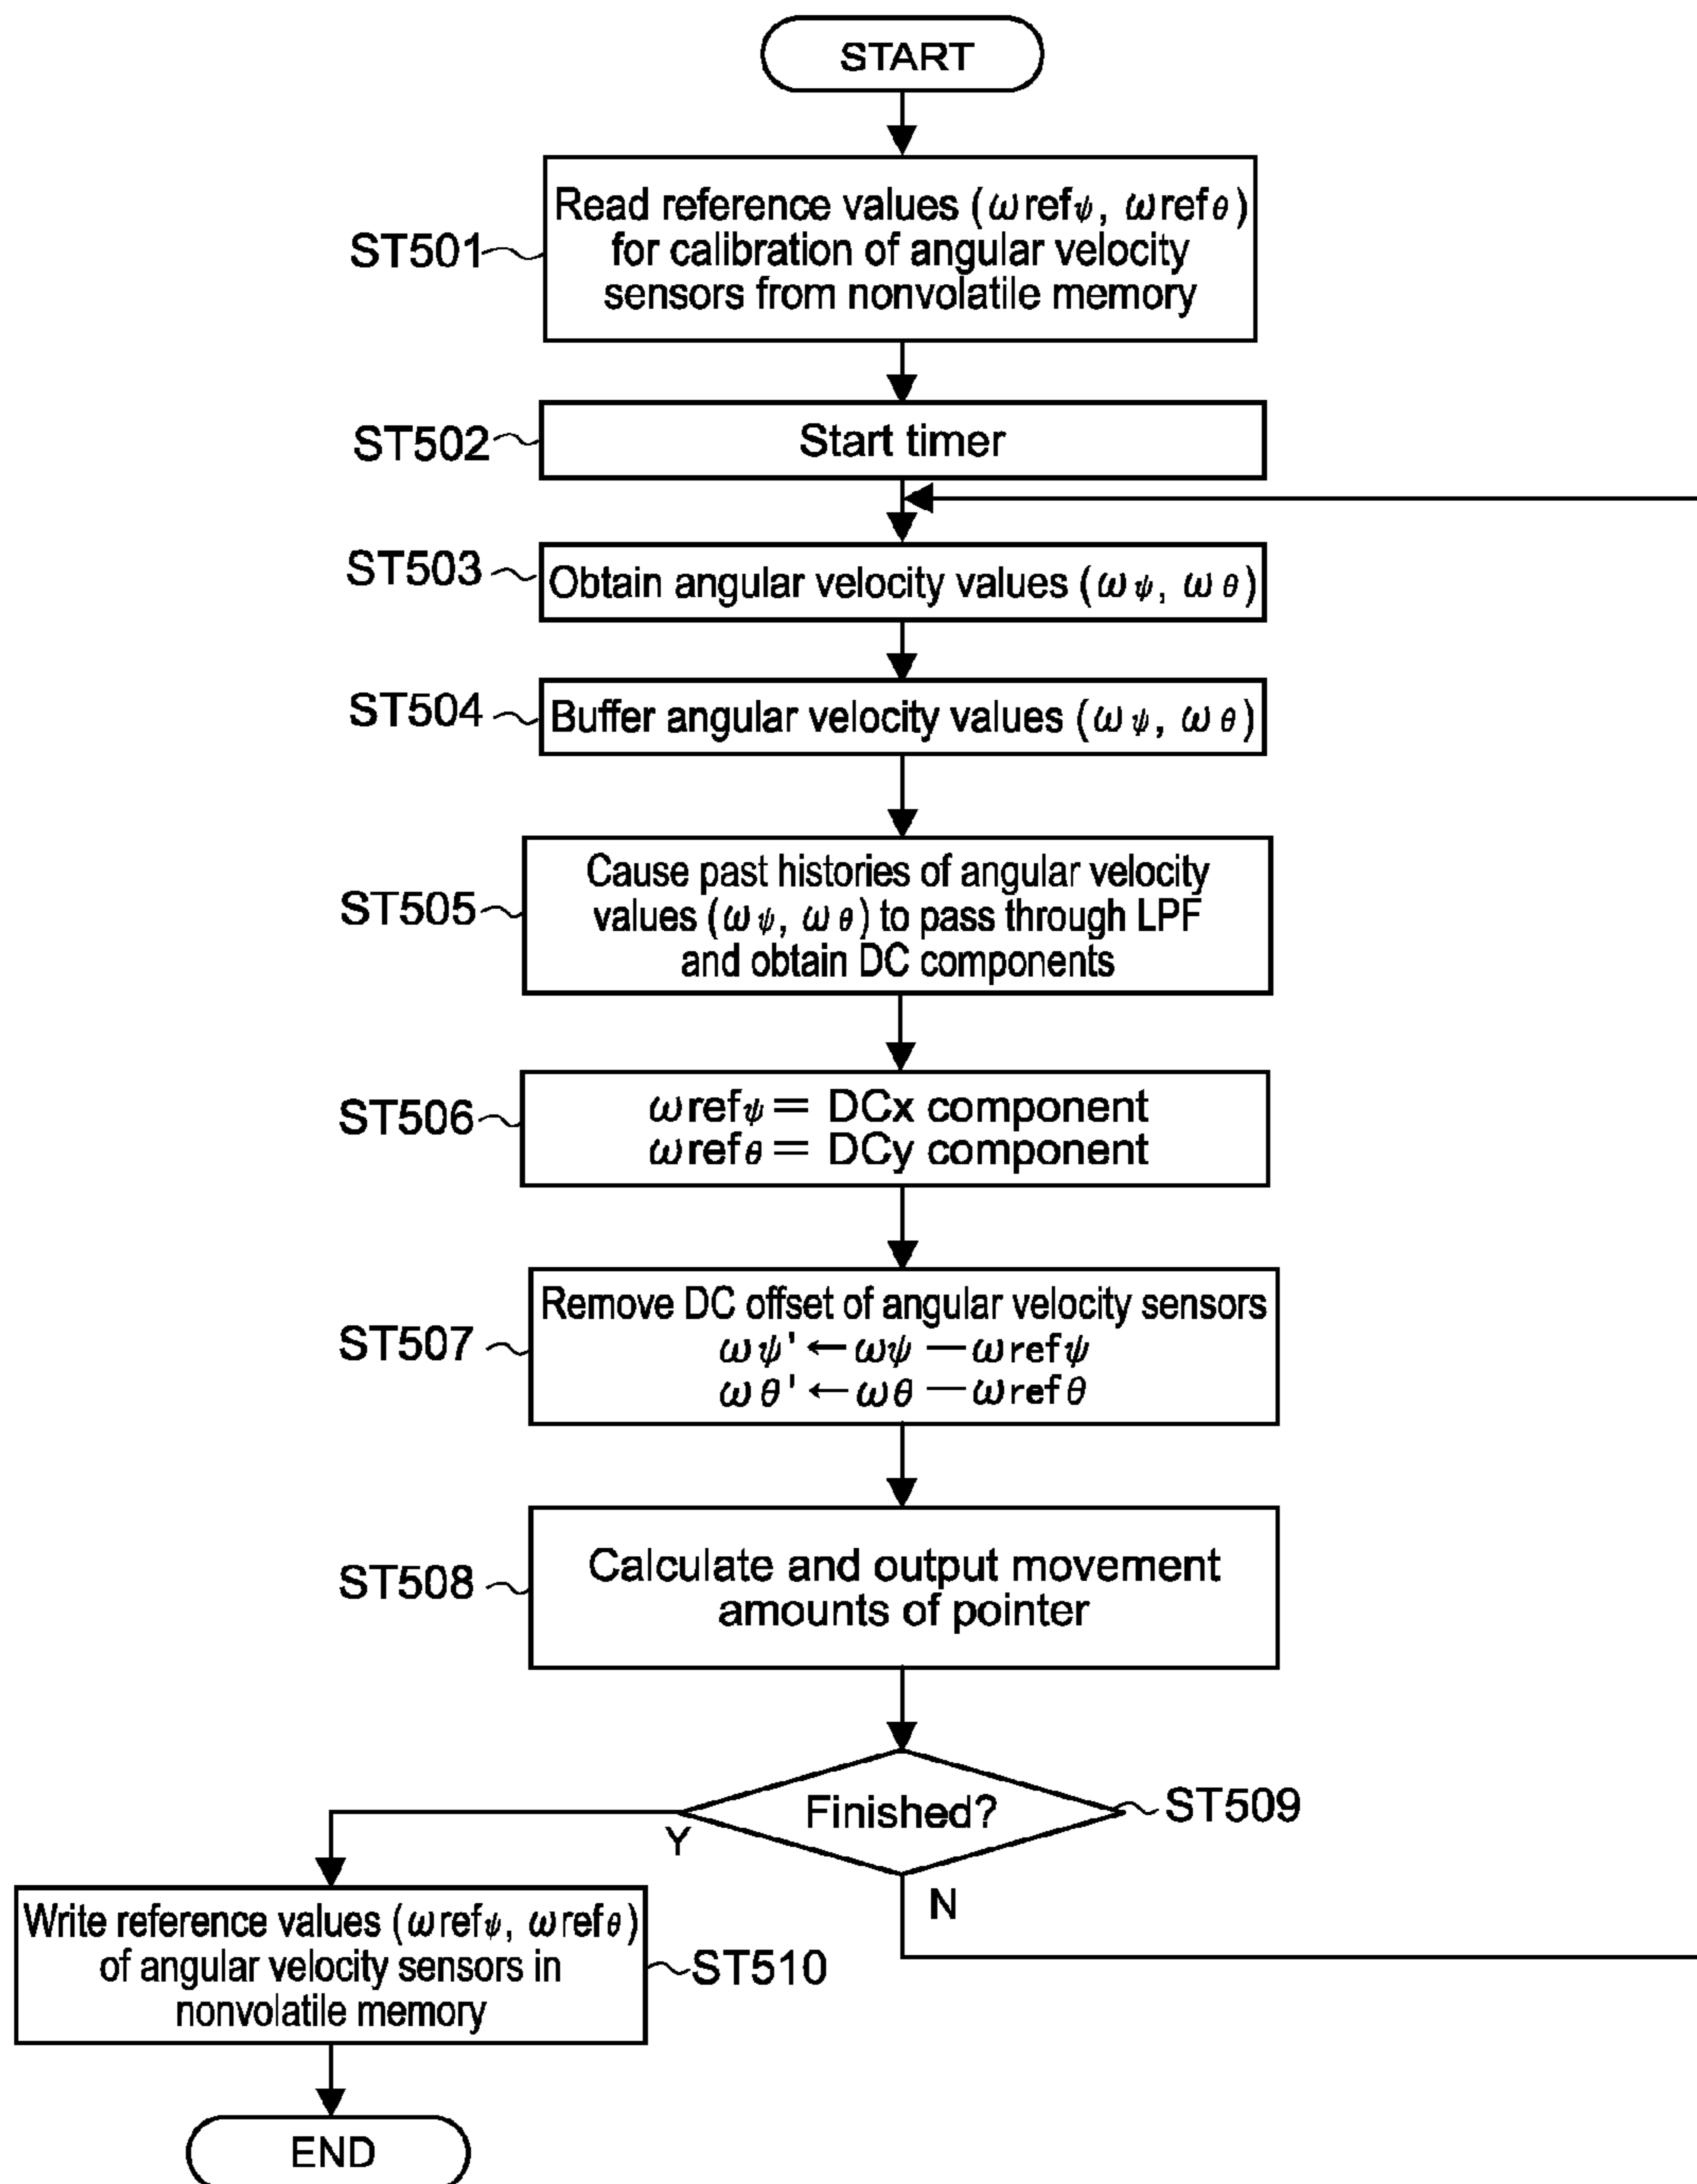 START
ST501
Read reference values (ωrefψ, ωrefθ)
for calibration of angular velocity
sensors from nonvolatile memory
ST502
Start timer
ST503
Obtain angular velocity values (ωψ, ωθ)
ST504
Buffer angular velocity values (ωψ, ωθ)
ST505
Cause past histories of angular velocity
values (ωψ, ωθ) to pass through LPF
and obtain DC components
ST506
ωrefψ = DCx component
ωrefθ = DCy component
ST507
Remove DC offset of angular velocity sensors
ωψ' ← ωψ — ωrefψ
ωθ' ← ωθ — ωrefθ
ST508
Calculate and output movement
amounts of pointer
Finished?
ST509
Y
N
Write reference values (ωrefψ, ωrefθ)
of angular velocity sensors in
nonvolatile memory
ST510
END